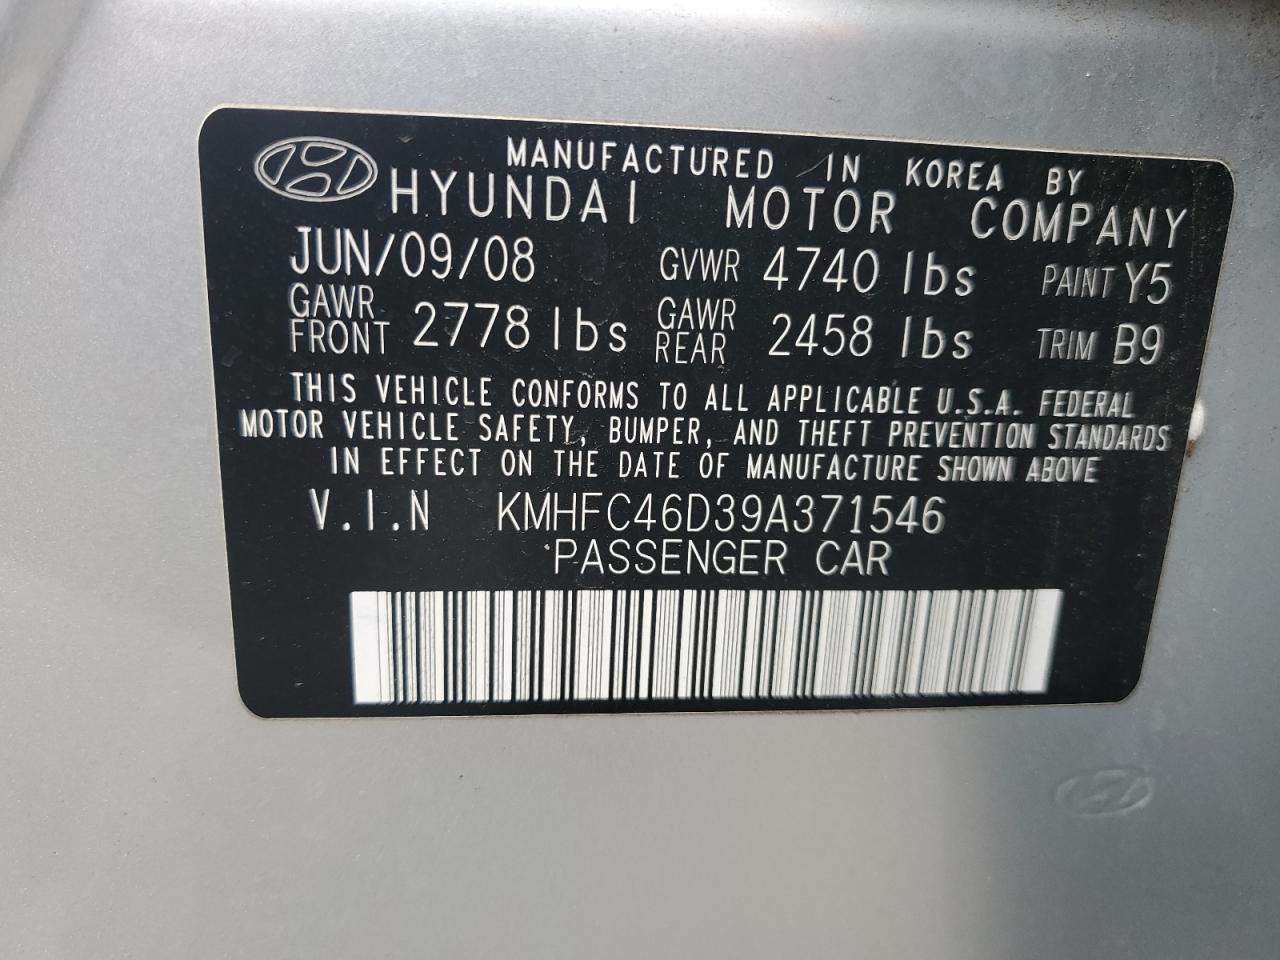 MANUFACTURED IN KOREA BY
HYUNDAI MOTOR COMPANY
JUN/09/08 GVWR 4740 lbs PAINT Y5
GAWR FRONT 2778 lbs GAWR REAR 2458 lbs TRIM B9
THIS VEHICLE CONFORMS TO ALL APPLICABLE U.S.A. FEDERAL
MOTOR VEHICLE SAFETY, BUMPER, AND THEFT PREVENTION STANDARDS
IN EFFECT ON THE DATE OF MANUFACTURE SHOWN ABOVE
V.I.N KMHFC46D39A371546
PASSENGER CAR